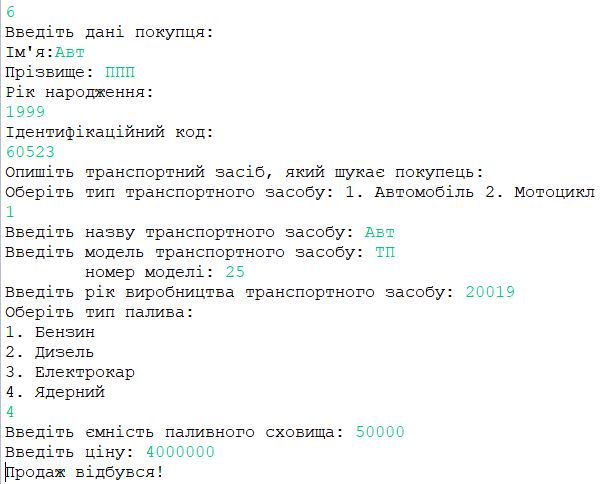 6
Введіть дані покупця:
Ім'я:Авт
Прізвище: ППП
Рік народження:
1999
Ідентифікаційний код:
60523
Опишіть транспортний засіб, який шукає покупець:
Оберіть тип транспортного засобу: 1. Автомобіль 2. Мотоцикл
1
Введіть назву транспортного засобу: Авт
Введіть модель транспортного засобу: ТП
номер моделі: 25
Введіть рік виробництва транспортного засобу: 20019
Оберіть тип палива:
1. Бензин
2. Дизель
3. Електрокар
4. Ядерний
4
Введіть ємність паливного сховища: 50000
Введіть ціну: 4000000
Продаж відбувся!